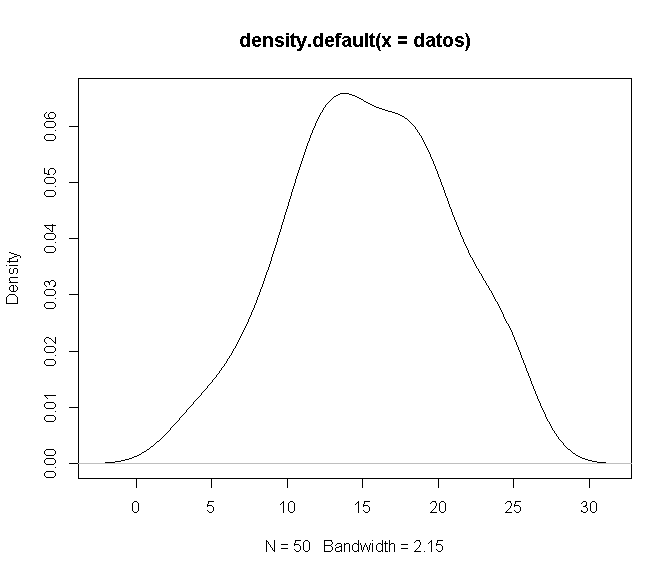 density.default(x = datos)
Density
0.06
0.05
0.04
0.03
0.02
0.01
0.00
0 5 10 15 20 25 30
N = 50 Bandwidth = 2.15